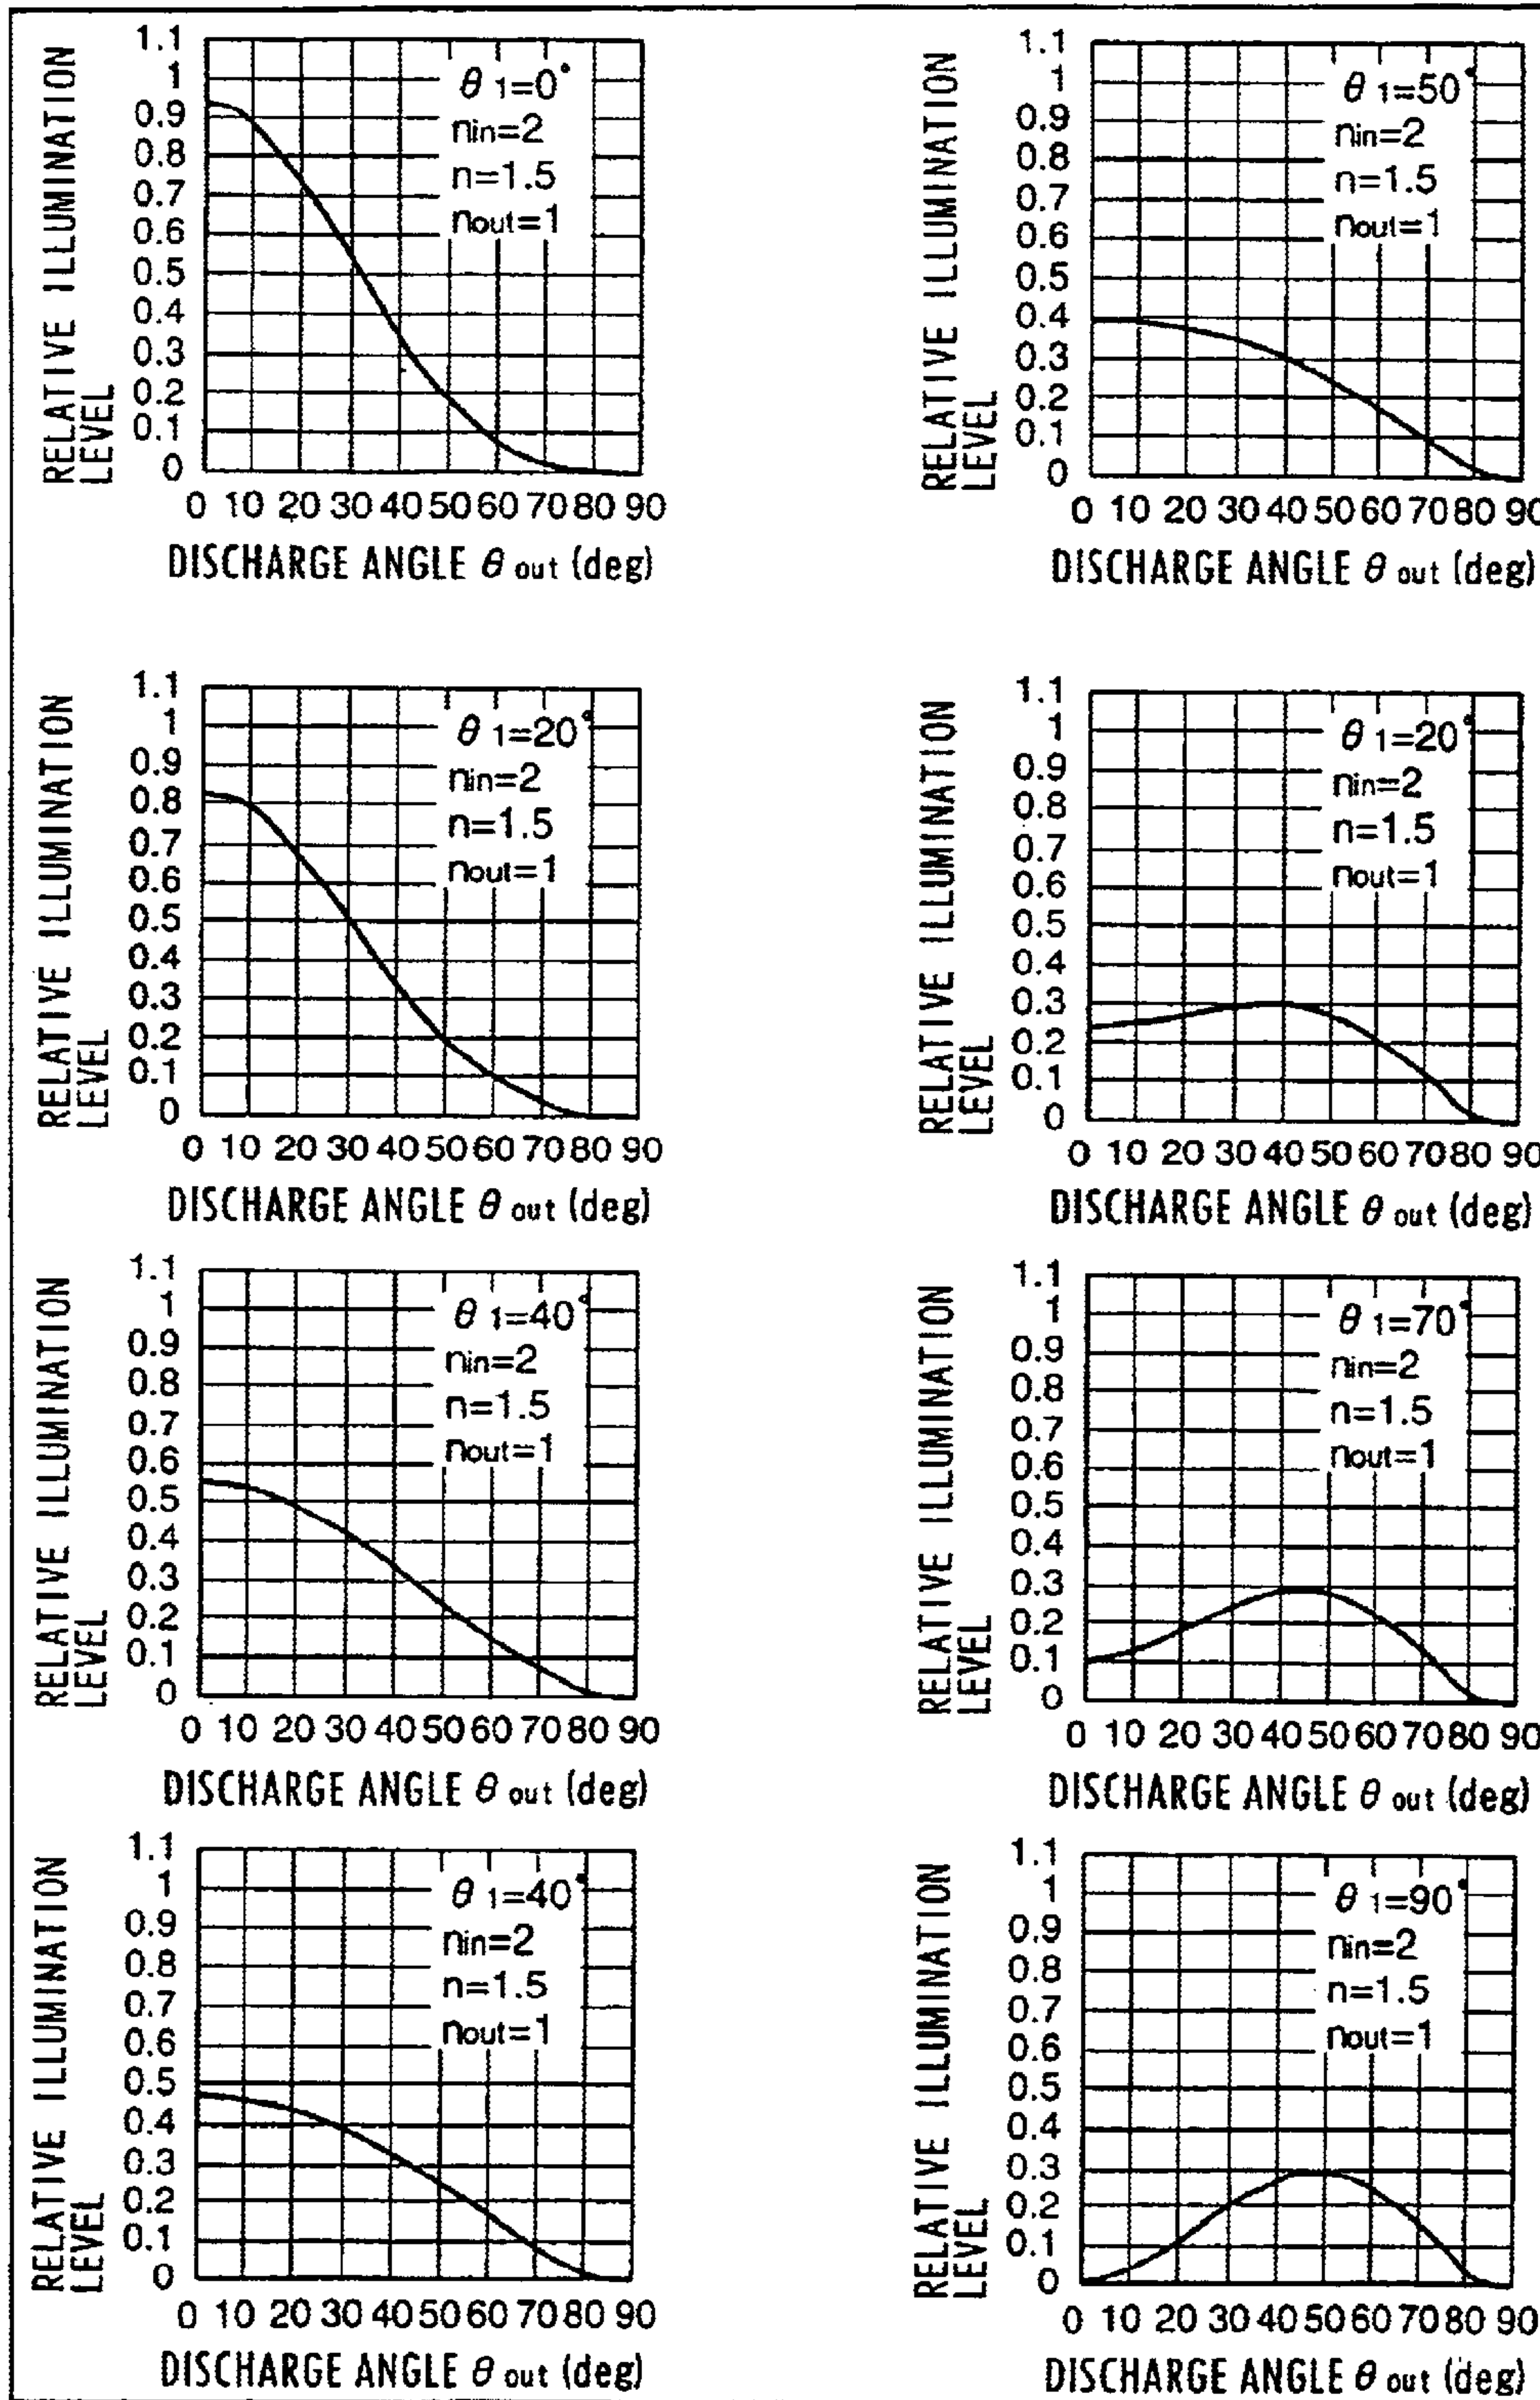 RELATIVE ILLUMINATION
LEVEL
1.1
1
0.9
0.8
0.7
0.6
0.5
0.4
0.3
0.2
0.1
0
θ 1=0°
nin=2
n=1.5
nout=1
0 10 20 30 40 50 60 70 80 90
DISCHARGE ANGLE θ out (deg)
RELATIVE ILLUMINATION
LEVEL
1.1
1
0.9
0.8
0.7
0.6
0.5
0.4
0.3
0.2
0.1
0
θ 1=50°
nin=2
n=1.5
nout=1
0 10 20 30 40 50 60 70 80 90
DISCHARGE ANGLE θ out (deg)
RELATIVE ILLUMINATION
LEVEL
1.1
1
0.9
0.8
0.7
0.6
0.5
0.4
0.3
0.2
0.1
0
θ 1=20°
nin=2
n=1.5
nout=1
0 10 20 30 40 50 60 70 80 90
DISCHARGE ANGLE θ out (deg)
RELATIVE ILLUMINATION
LEVEL
1.1
1
0.9
0.8
0.7
0.6
0.5
0.4
0.3
0.2
0.1
0
θ 1=20°
nin=2
n=1.5
nout=1
0 10 20 30 40 50 60 70 80 90
DISCHARGE ANGLE θ out (deg)
RELATIVE ILLUMINATION
LEVEL
1.1
1
0.9
0.8
0.7
0.6
0.5
0.4
0.3
0.2
0.1
0
θ 1=40°
nin=2
n=1.5
nout=1
0 10 20 30 40 50 60 70 80 90
DISCHARGE ANGLE θ out (deg)
RELATIVE ILLUMINATION
LEVEL
1.1
1
0.9
0.8
0.7
0.6
0.5
0.4
0.3
0.2
0.1
0
θ 1=70°
nin=2
n=1.5
nout=1
0 10 20 30 40 50 60 70 80 90
DISCHARGE ANGLE θ out (deg)
RELATIVE ILLUMINATION
LEVEL
1.1
1
0.9
0.8
0.7
0.6
0.5
0.4
0.3
0.2
0.1
0
θ 1=40°
nin=2
n=1.5
nout=1
0 10 20 30 40 50 60 70 80 90
DISCHARGE ANGLE θ out (deg)
RELATIVE ILLUMINATION
LEVEL
1.1
1
0.9
0.8
0.7
0.6
0.5
0.4
0.3
0.2
0.1
0
θ 1=90°
nin=2
n=1.5
nout=1
0 10 20 30 40 50 60 70 80 90
DISCHARGE ANGLE θ out (deg)